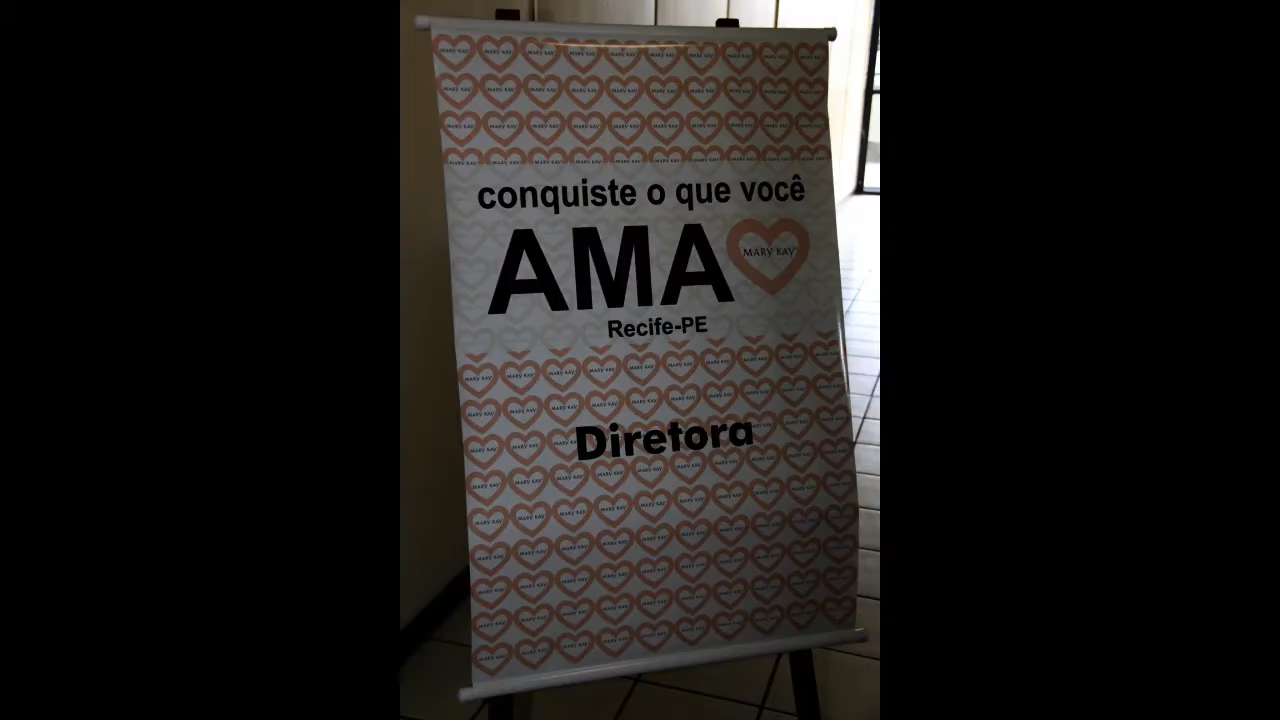 conquiste o que você
AMA
MARY KAY
Recife-PE
Diretora